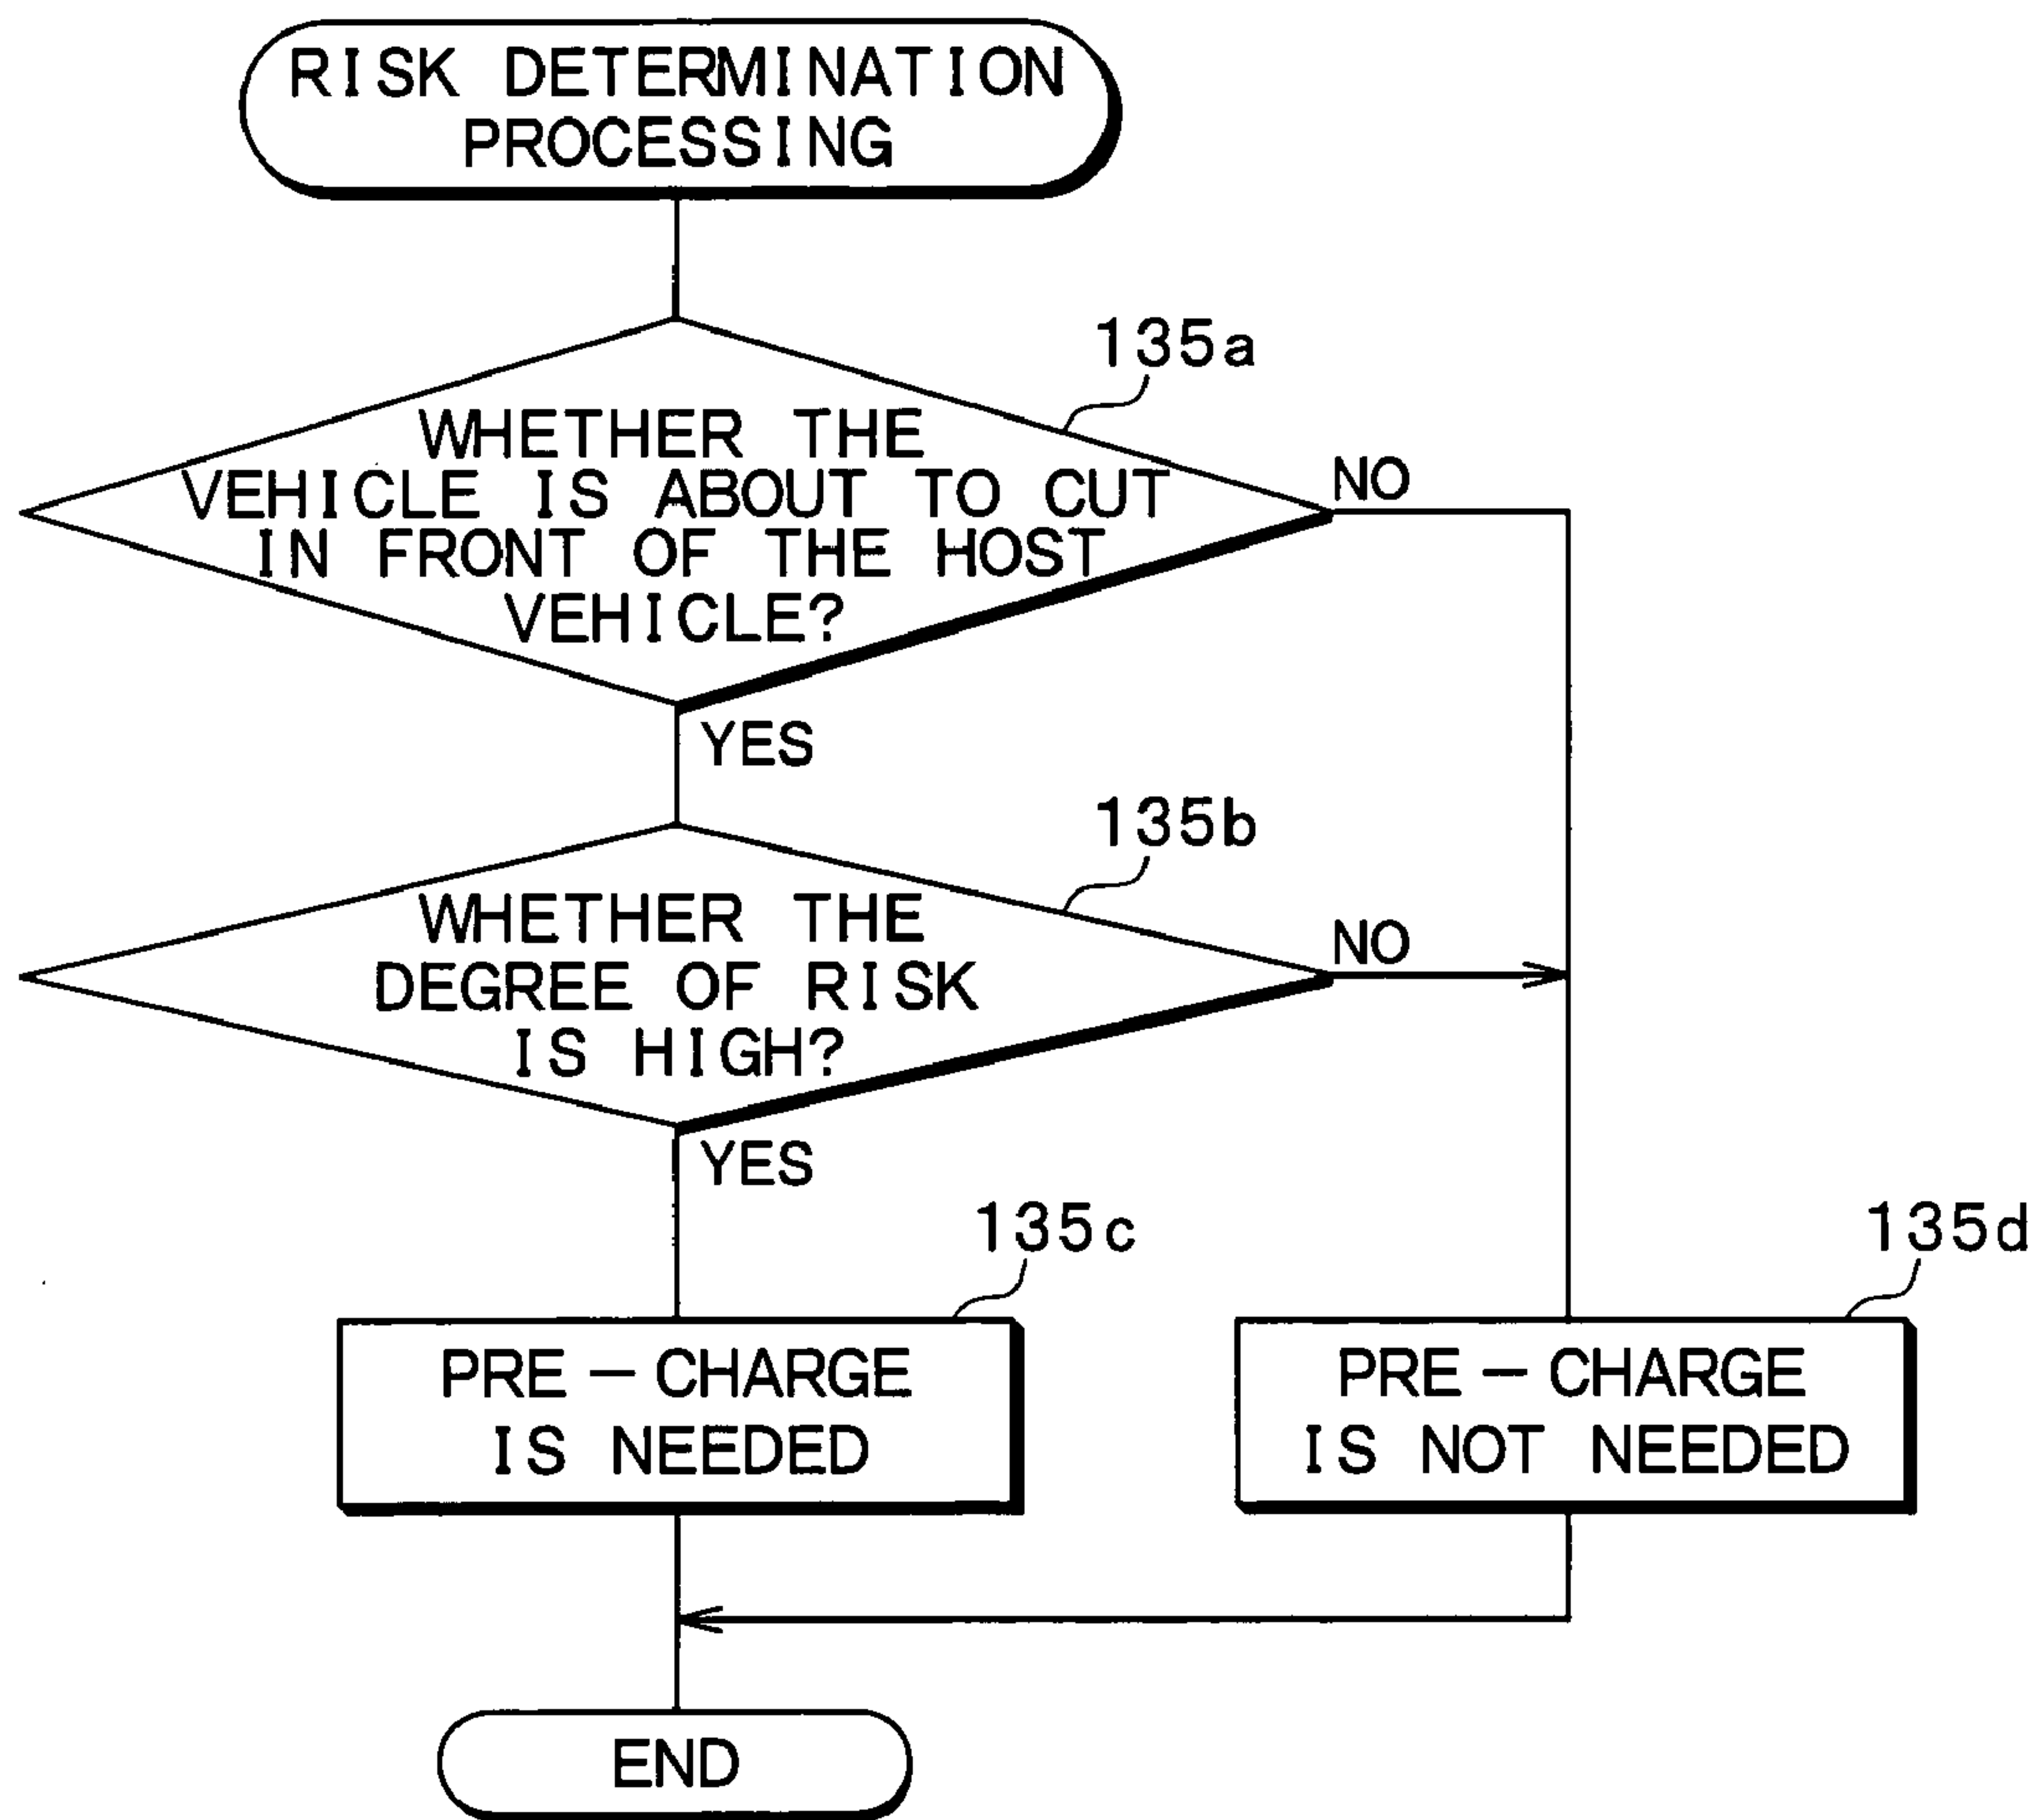 RISK DETERMINATION
PROCESSING
135a
WHETHER THE
VEHICLE IS ABOUT TO CUT
IN FRONT OF THE HOST
VEHICLE?
NO
YES
135b
WHETHER THE
DEGREE OF RISK
IS HIGH?
NO
YES
135c
PRE-CHARGE
IS NEEDED
135d
PRE-CHARGE
IS NOT NEEDED
END